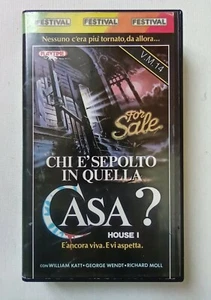 FESTIVAL FESTIVAL FESTIVAL
Nessuno c'era più tornato, da allora...
PLAYTIME
V.M.14
For Sale
CHI E' SEPOLTO
IN QUELLA
CASA?
HOUSE I
E' ancora viva. E vi aspetta.
CON WILLIAM KATT • GEORGE WENDT • RICHARD MOLL